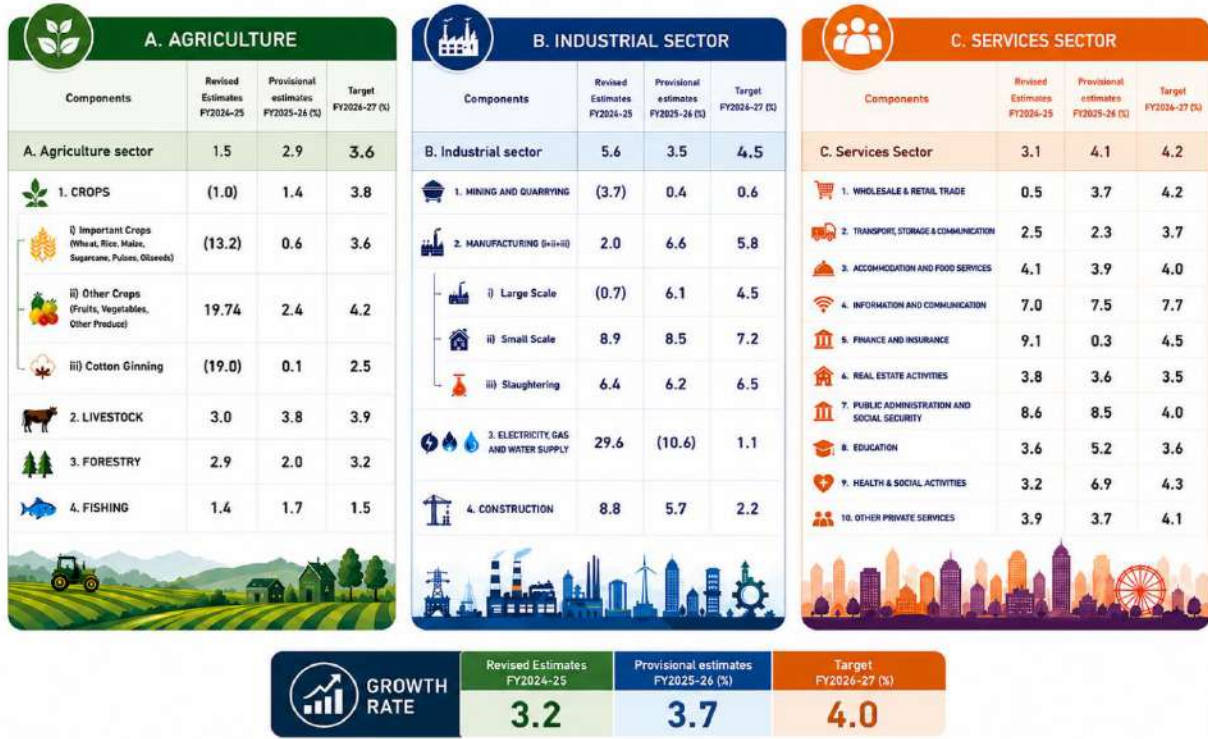 A. AGRICULTURE
Components
Revised
Estimates
FY2024-25
Provisional
estimates
FY2025-26 (%)
Target
FY2026-27 (%)
A. Agriculture sector 1.5 2.9 3.6
1. CROPS (1.0) 1.4 3.8
i) Important Crops
(Wheat, Rice, Maize,
Sugarcane, Pulses, Oilseeds)
(13.2) 0.6 3.6
ii) Other Crops
(Fruits, Vegetables,
Other Produce)
19.74 2.4 4.2
iii) Cotton Ginning (19.0) 0.1 2.5
2. LIVESTOCK 3.0 3.8 3.9
3. FORESTRY 2.9 2.0 3.2
4. FISHING 1.4 1.7 1.5
B. INDUSTRIAL SECTOR
Components
Revised
Estimates
FY2024-25
Provisional
estimates
FY2025-26 (%)
Target
FY2026-27 (%)
B. Industrial sector 5.6 3.5 4.5
1. MINING AND QUARRYING (3.7) 0.4 0.6
2. MANUFACTURING (i+ii+iii) 2.0 6.6 5.8
i) Large Scale (0.7) 6.1 4.5
ii) Small Scale 8.9 8.5 7.2
iii) Slaughtering 6.4 6.2 6.5
3. ELECTRICITY, GAS
AND WATER SUPPLY
29.6 (10.6) 1.1
4. CONSTRUCTION 8.8 5.7 2.2
C. SERVICES SECTOR
Components
Revised
Estimates
FY2024-25
Provisional
estimates
FY2025-26 (%)
Target
FY2026-27 (%)
C. Services Sector 3.1 4.1 4.2
1. WHOLESALE & RETAIL TRADE 0.5 3.7 4.2
2. TRANSPORT, STORAGE & COMMUNICATION 2.5 2.3 3.7
3. ACCOMMODATION AND FOOD SERVICES 4.1 3.9 4.0
4. INFORMATION AND COMMUNICATION 7.0 7.5 7.7
5. FINANCE AND INSURANCE 9.1 0.3 4.5
6. REAL ESTATE ACTIVITIES 3.8 3.6 3.5
7. PUBLIC ADMINISTRATION AND
SOCIAL SECURITY
8.6 8.5 4.0
8. EDUCATION 3.6 5.2 3.6
9. HEALTH & SOCIAL ACTIVITIES 3.2 6.9 4.3
10. OTHER PRIVATE SERVICES 3.9 3.7 4.1
GROWTH
RATE
Revised Estimates
FY2024-25
3.2
Provisional estimates
FY2025-26 (%)
3.7
Target
FY2026-27 (%)
4.0